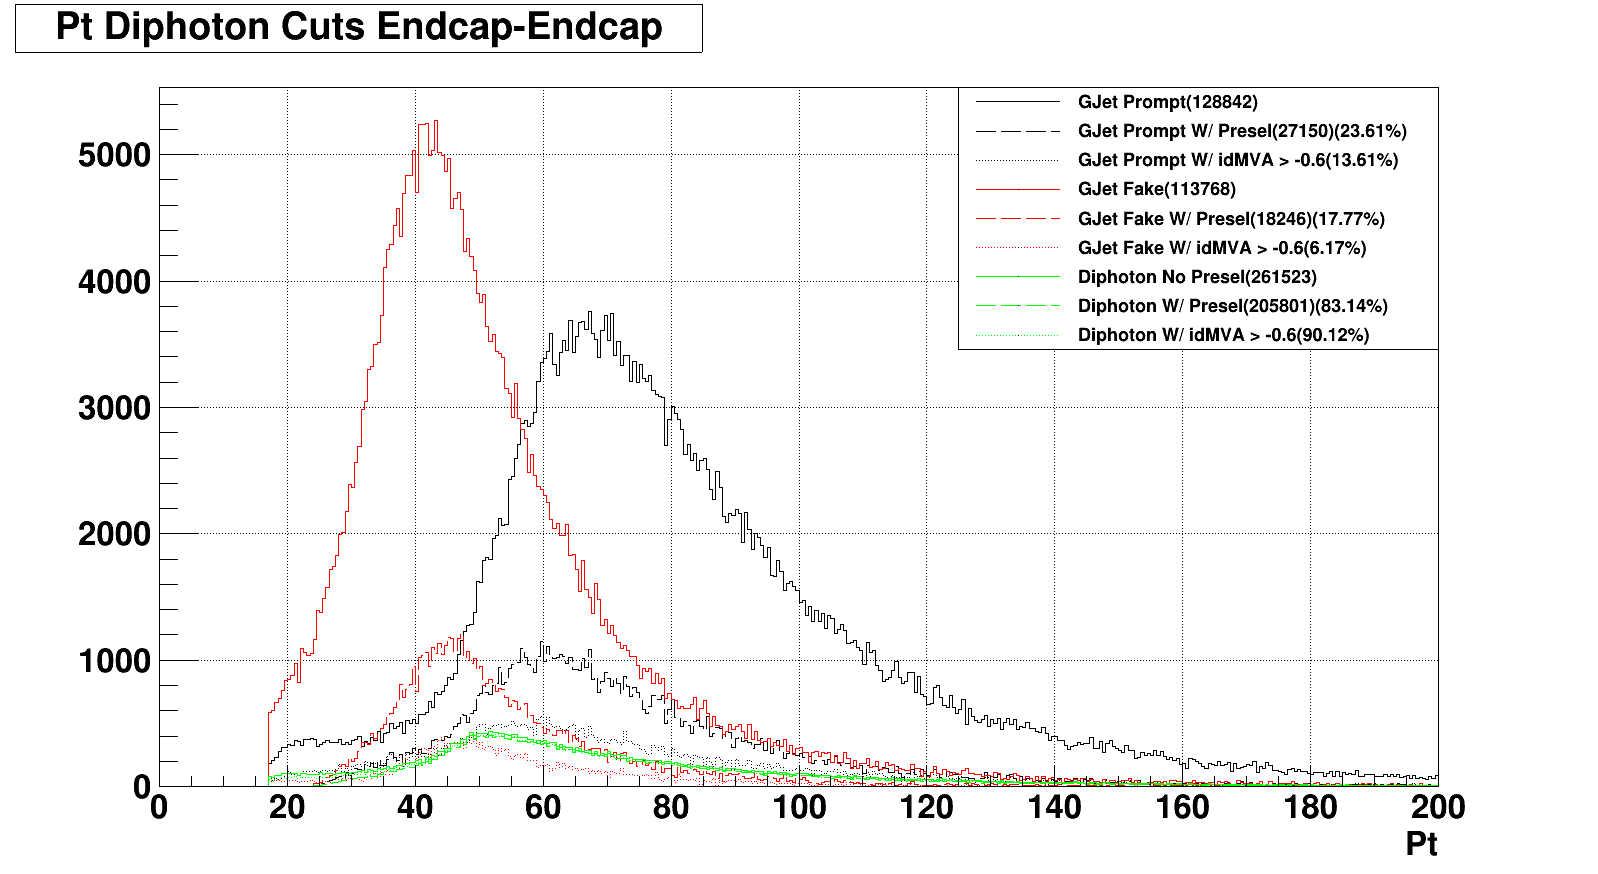 Pt Diphoton Cuts Endcap-Endcap
GJet Prompt(128842)
GJet Prompt W/ Presel(27150)(23.61%)
GJet Prompt W/ idMVA > -0.6(13.61%)
GJet Fake(113768)
GJet Fake W/ Presel(18246)(17.77%)
GJet Fake W/ idMVA > -0.6(6.17%)
Diphoton No Presel(261523)
Diphoton W/ Presel(205801)(83.14%)
Diphoton W/ idMVA > -0.6(90.12%)
5000
4000
3000
2000
1000
0
0 20 40 60 80 100 120 140 160 180 200
Pt